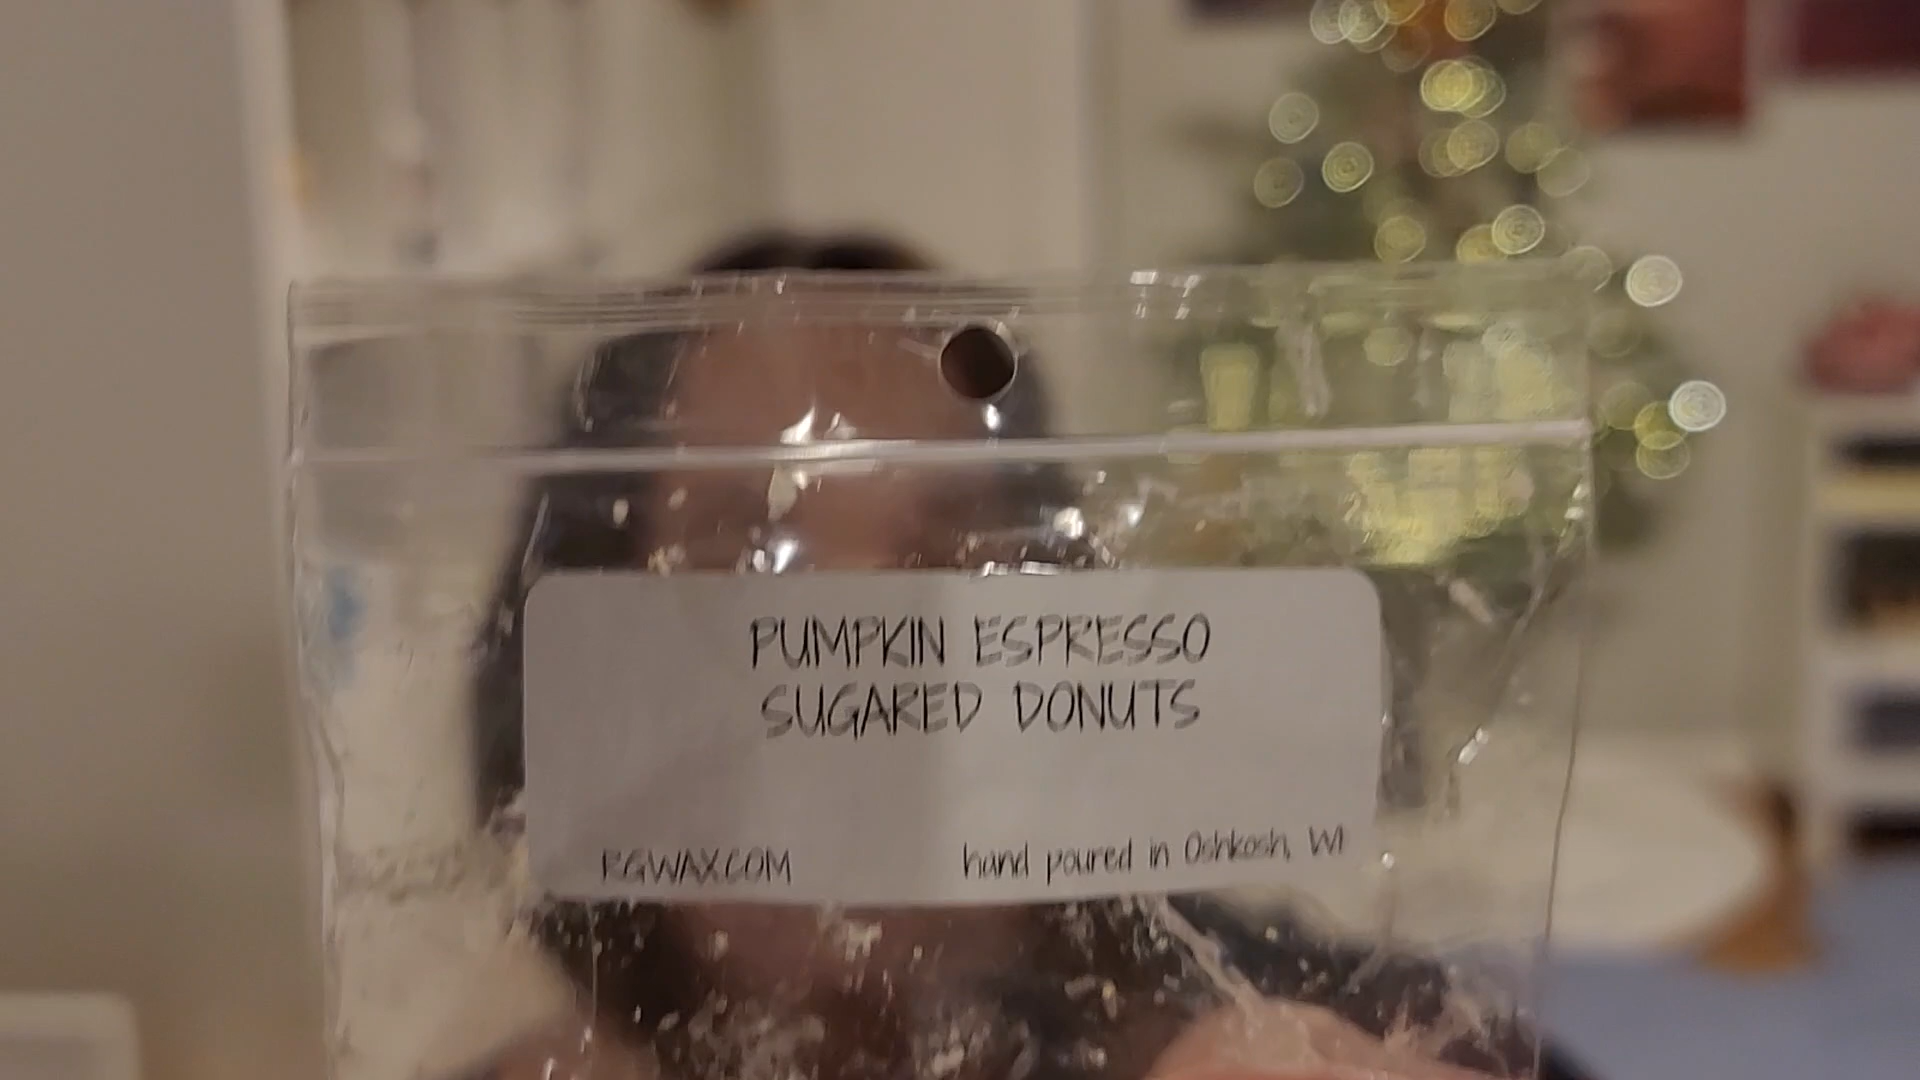 PUMPKIN ESPRESSO
SUGARED DONUTS
RGWAX.COM hand poured in Oshkosh, WI